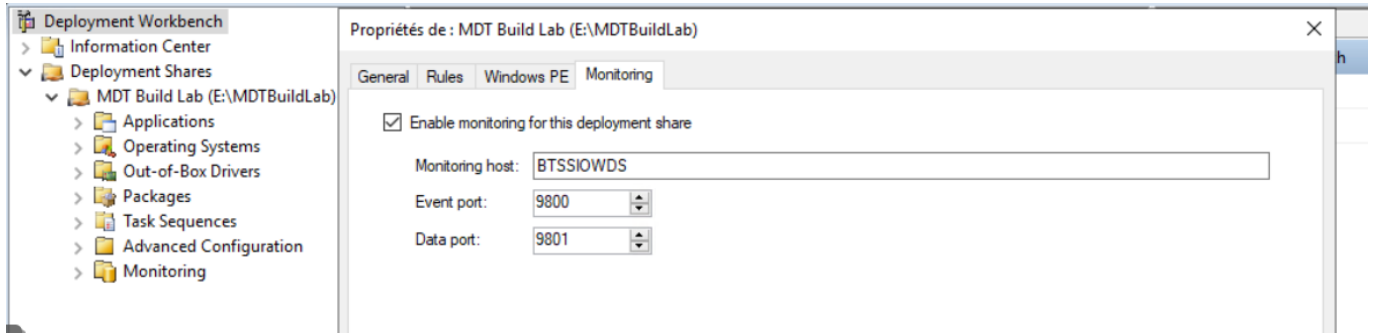 Deployment Workbench
Information Center
Deployment Shares
MDT Build Lab (E:\MDTBuildLab)
Applications
Operating Systems
Out-of-Box Drivers
Packages
Task Sequences
Advanced Configuration
Monitoring
Propriétés de : MDT Build Lab (E:\MDTBuildLab)
General Rules Windows PE Monitoring
Enable monitoring for this deployment share
Monitoring host: BTSSIOWDS
Event port: 9800
Data port: 9801
h